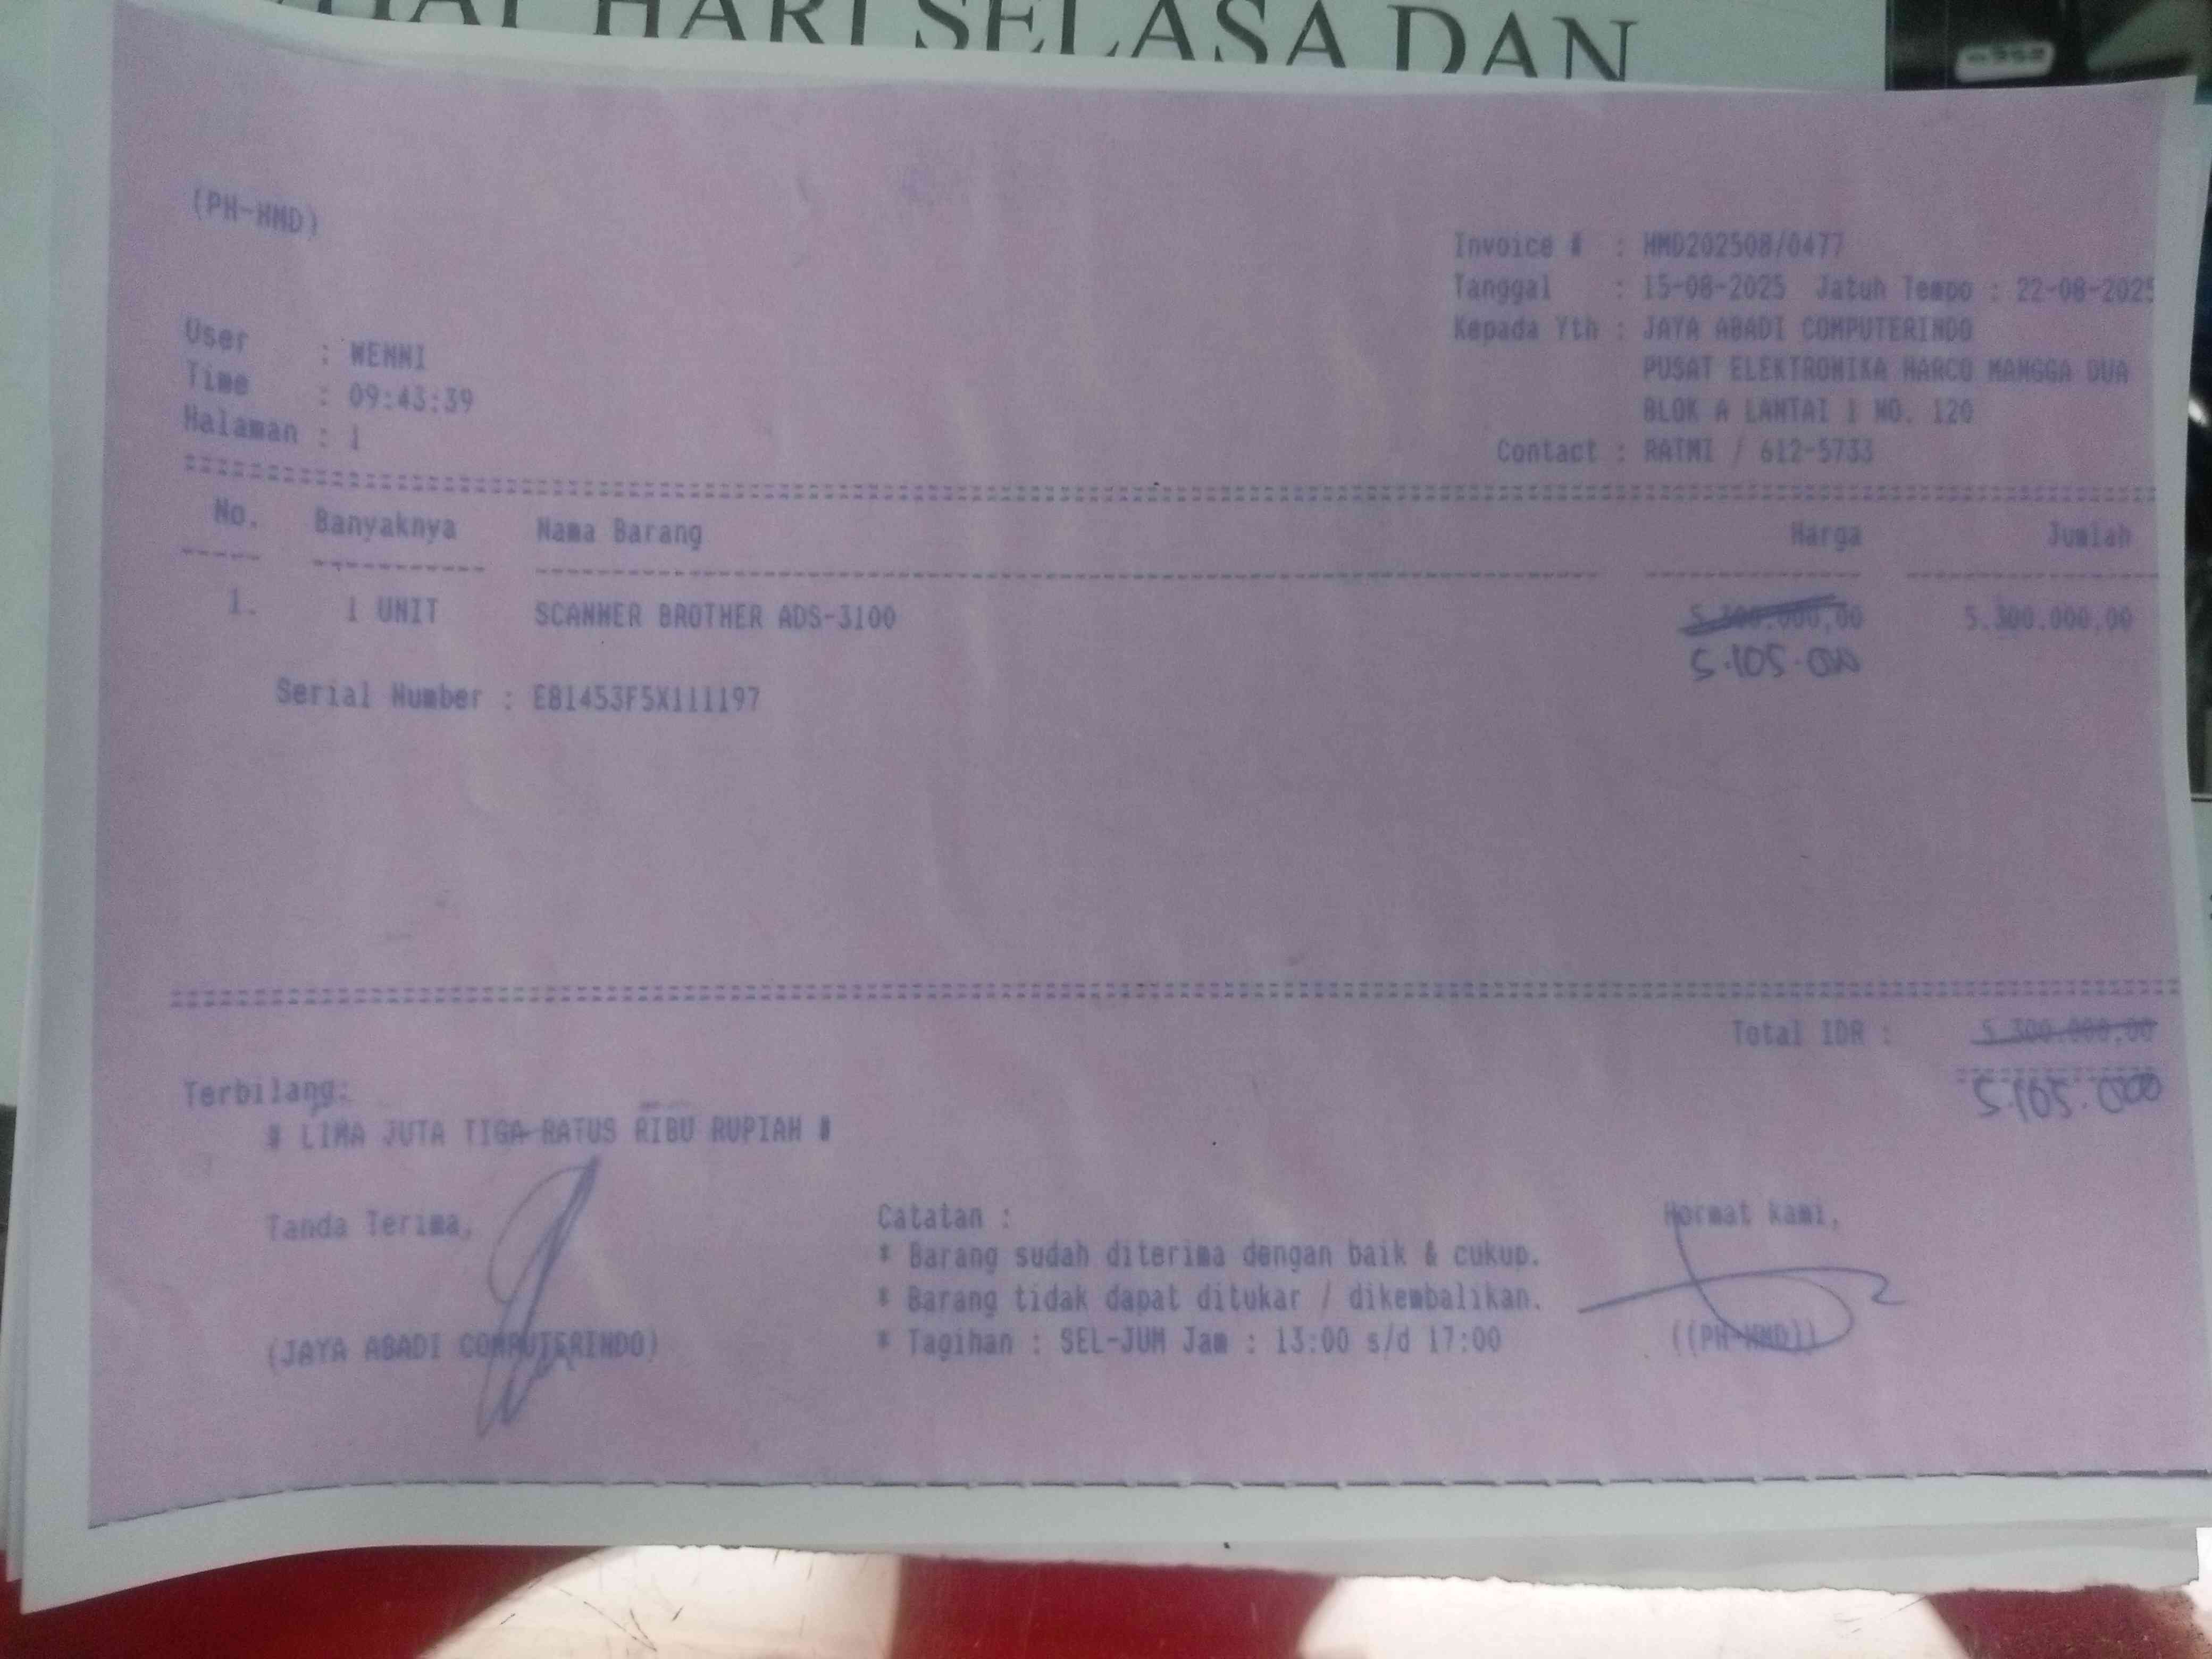 HARI SELASA DAN
(PH-HMD)
Invoice # : HMD202508/0477
Tanggal : 15-08-2025 Jatuh Tempo : 22-08-2025
Kepada Yth : JAYA ABADI COMPUTERINDO
PUSAT ELEKTRONIKA HARCO MANGGA DUA
BLOK A LANTAI 1 NO. 120
Contact : RATMI / 612-5733
User : WENNI
Time : 09:43:39
Halaman : 1
No. Banyaknya Nama Barang Harga Jumlah
1. 1 UNIT SCANNER BROTHER ADS-3100 5.300.000,00 5.300.000,00
5.105.000
Serial Number : E81453F5X111197
Total IDR : 5.300.000,00
5.105.000
Terbilang:
# LIMA JUTA TIGA RATUS RIBU RUPIAH #
Tanda Terima,
(JAYA ABADI COMPUTERINDO)
Catatan :
* Barang sudah diterima dengan baik & cukup.
* Barang tidak dapat ditukar / dikembalikan.
* Tagihan : SEL-JUM Jam : 13:00 s/d 17:00
Hormat kami,
((PH-HMD))